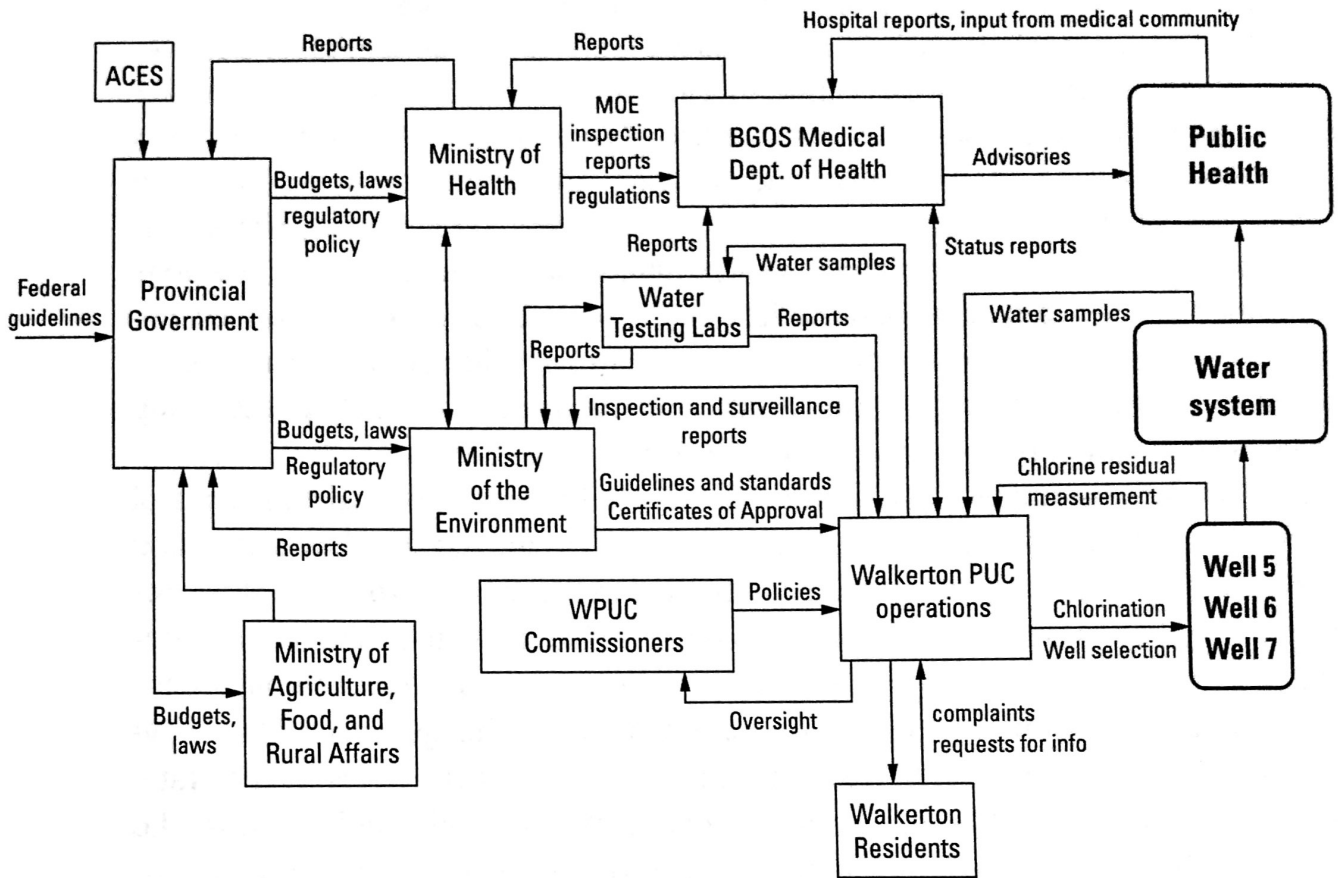 Hospital reports, input from medical community
Reports
Reports
ACES
MOE
inspection
reports
regulations
Ministry of
Health
BGOS Medical
Dept. of Health
Advisories
Public
Health
Budgets, laws
regulatory
policy
Federal
guidelines
Provincial
Government
Reports
Water samples
Status reports
Water
Testing Labs
Reports
Water samples
Reports
Water
system
Inspection and surveillance
reports
Budgets, laws
Regulatory
policy
Ministry
of the
Environment
Guidelines and standards
Certificates of Approval
Chlorine residual
measurement
Reports
Well 5
Well 6
Well 7
Walkerton PUC
operations
Policies
WPUC
Commissioners
Chlorination
Well selection
Ministry of
Agriculture,
Food, and
Rural Affairs
Budgets,
laws
Oversight
complaints
requests for info
Walkerton
Residents